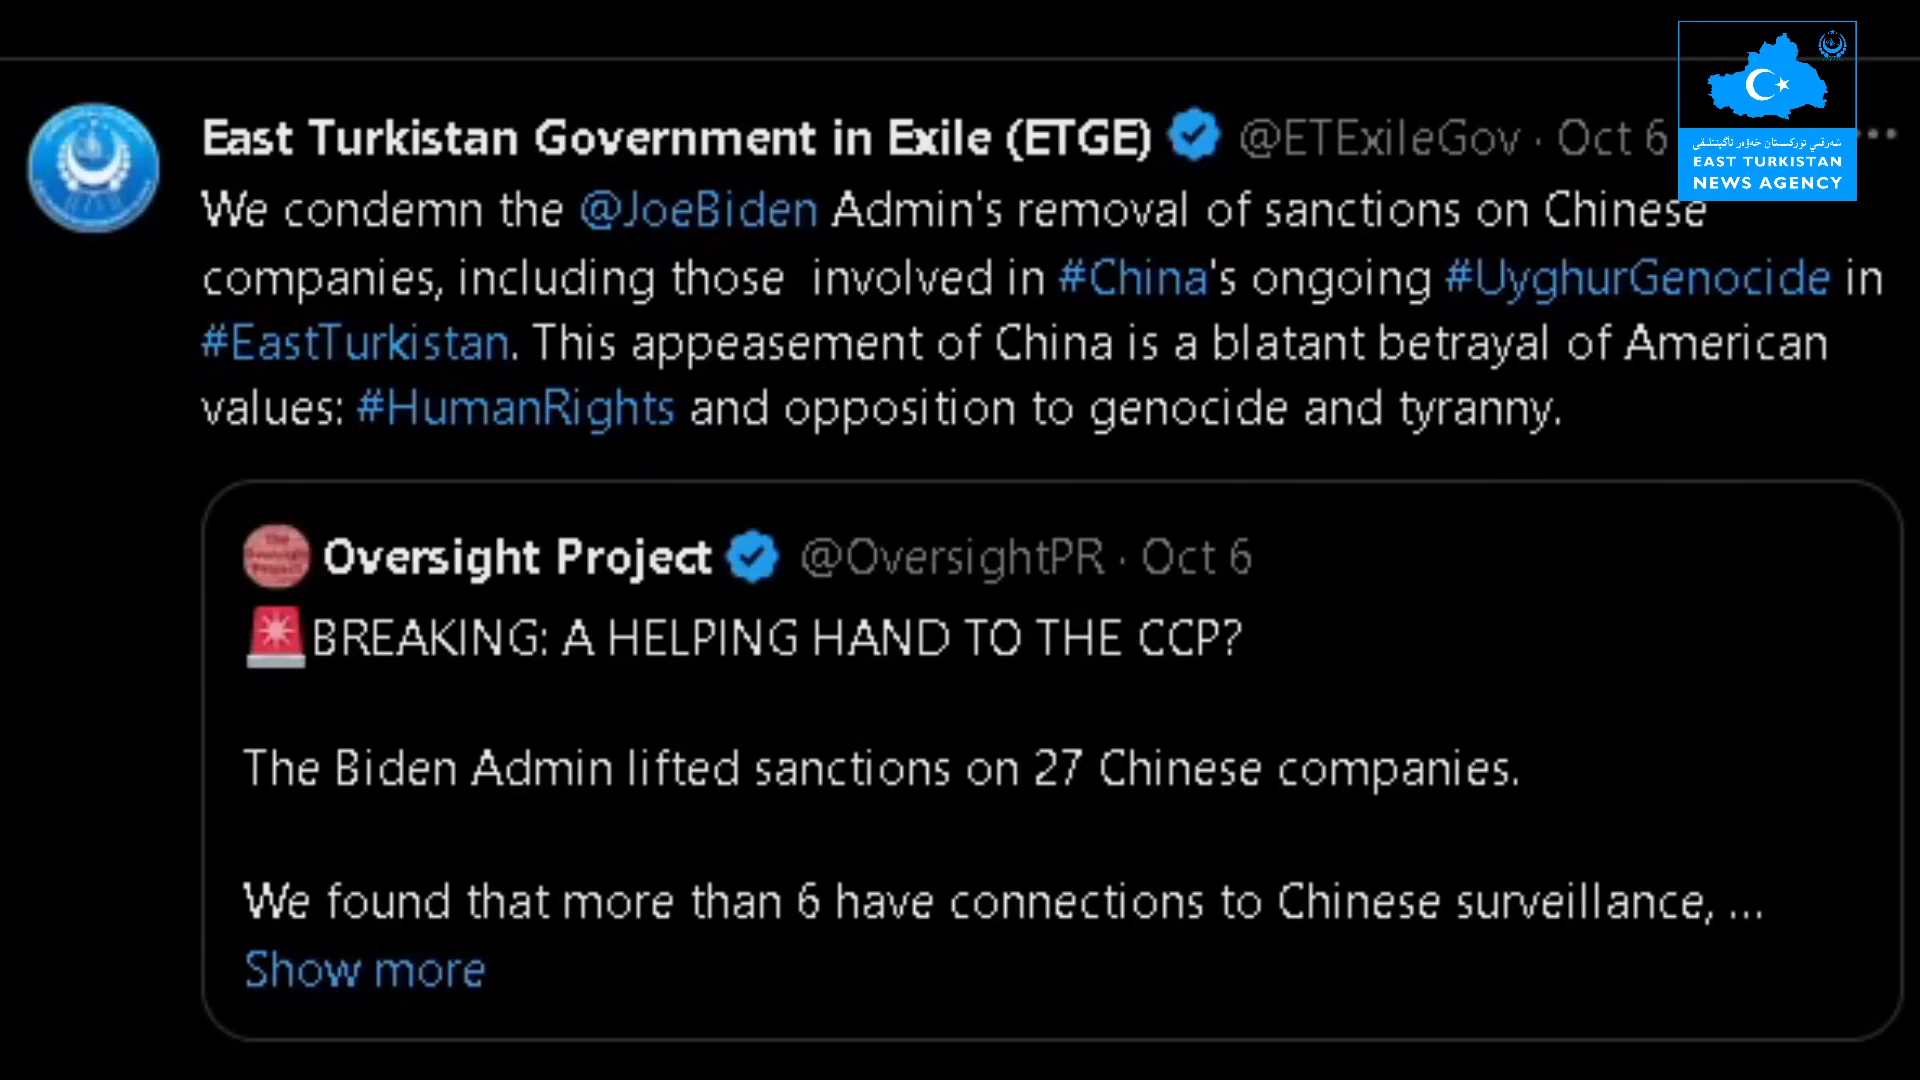 East Turkistan Government in Exile (ETGE) @ETExileGov · Oct 6
We condemn the @JoeBiden Admin's removal of sanctions on Chinese
companies, including those involved in #China's ongoing #UyghurGenocide in
#EastTurkistan. This appeasement of China is a blatant betrayal of American
values: #HumanRights and opposition to genocide and tyranny.
Oversight Project @OversightPR · Oct 6
🚨BREAKING: A HELPING HAND TO THE CCP?
The Biden Admin lifted sanctions on 27 Chinese companies.
We found that more than 6 have connections to Chinese surveillance, ...
Show more
شەرقىي تۈركىستان خەۋەر ئاگېنتلىقى
EAST TURKISTAN
NEWS AGENCY